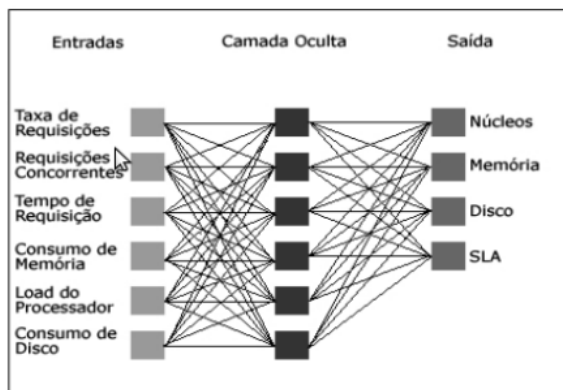 Entradas
Camada Oculta
Saída
Taxa de
Requisições
Requisições
Concorrentes
Tempo de
Requisição
Consumo de
Memória
Load do
Processador
Consumo de
Disco
Núcleos
Memória
Disco
SLA